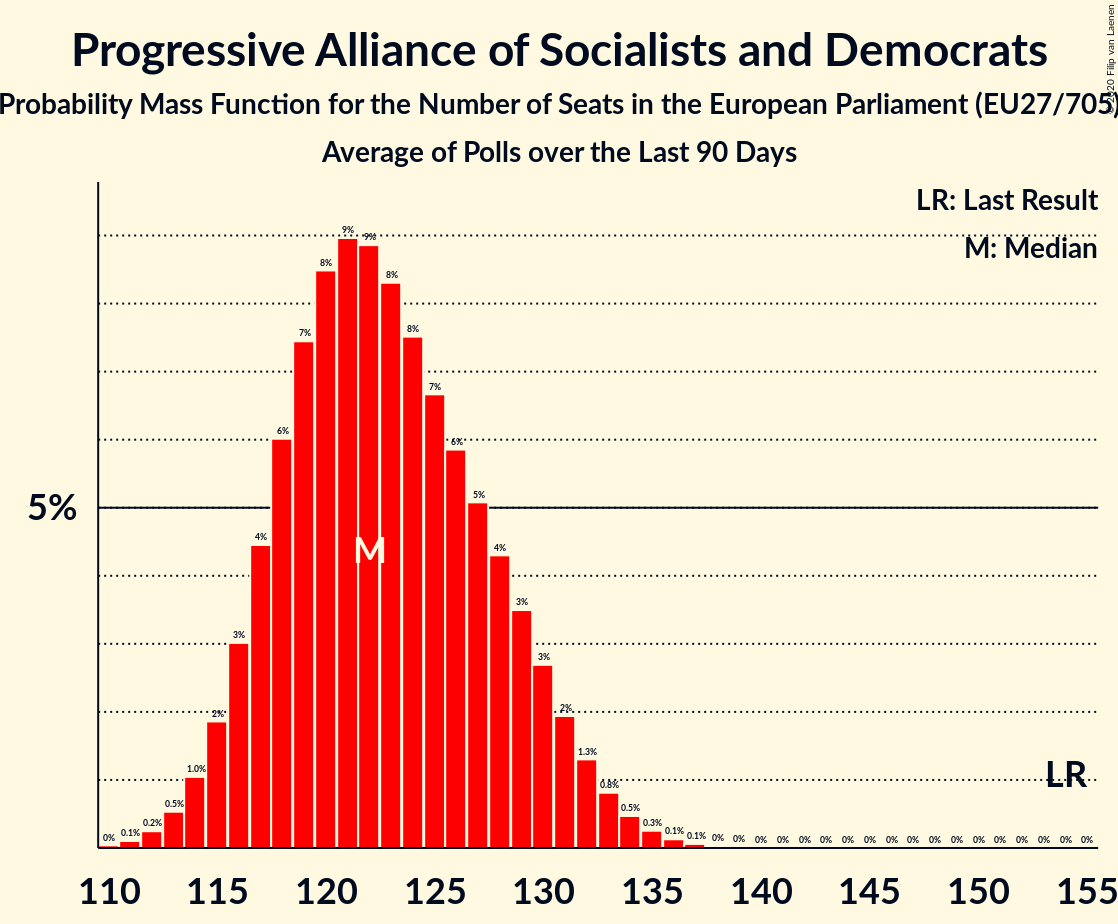 Progressive Alliance of Socialists and Democrats
Probability Mass Function for the Number of Seats in the European Parliament (EU27/705)
Average of Polls over the Last 90 Days
© 2020 Filip van Laenen
LR: Last Result
M: Median
5%
0% 0.1% 0.2% 0.5% 1.0% 2% 3% 4% 6% 7% 8% 9% 9% 8% 8% 7% 6% 5% 4% 3% 3% 2% 1.3% 0.8% 0.5% 0.3% 0.1% 0.1% 0% 0% 0% 0% 0% 0% 0% 0% 0% 0% 0% 0% 0% 0% 0% 0% 0% 0%
M
LR
110 115 120 125 130 135 140 145 150 155